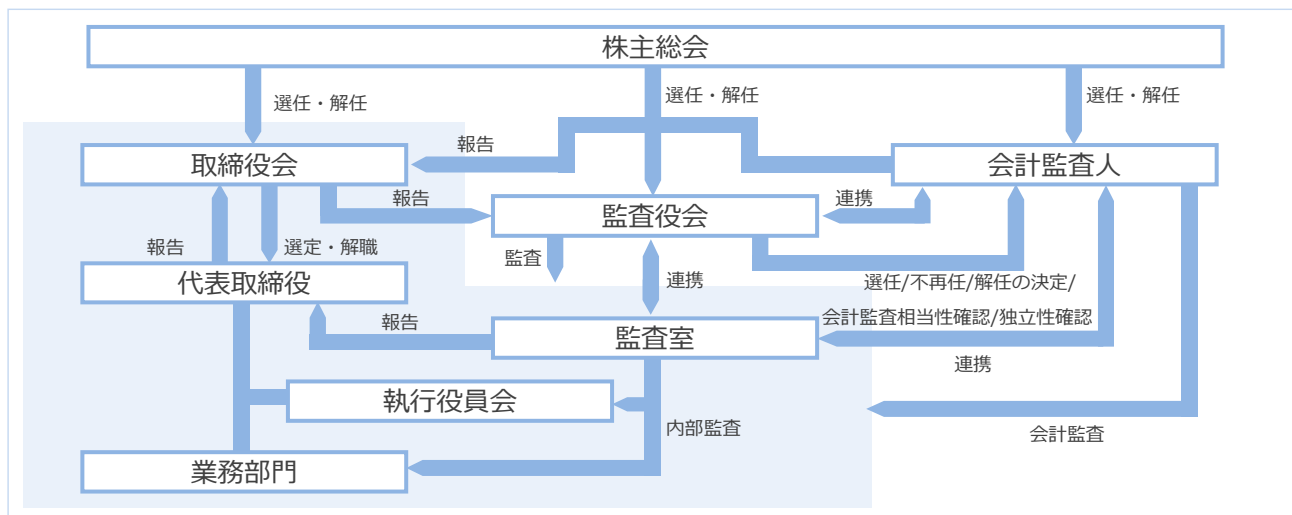 株主総会
選任・解任
選任・解任
選任・解任
報告
取締役会
会計監査人
報告
連携
監査役会
報告
選定・解職
監査
代表取締役
連携
選任/不再任/解任の決定/
会計監査相当性確認/独立性確認
報告
監査室
連携
執行役員会
内部監査
会計監査
業務部門